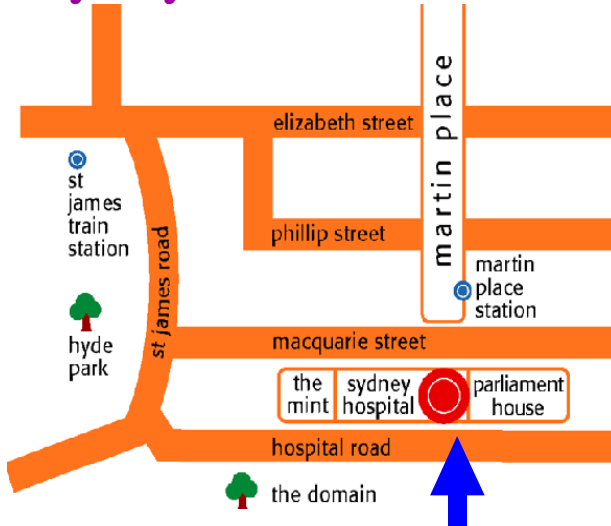 elizabeth street
martin place
st
james
train
station
phillip street
martin
place
station
st james road
hyde
park
macquarie street
the
mint
sydney
hospital
parliament
house
hospital road
the domain